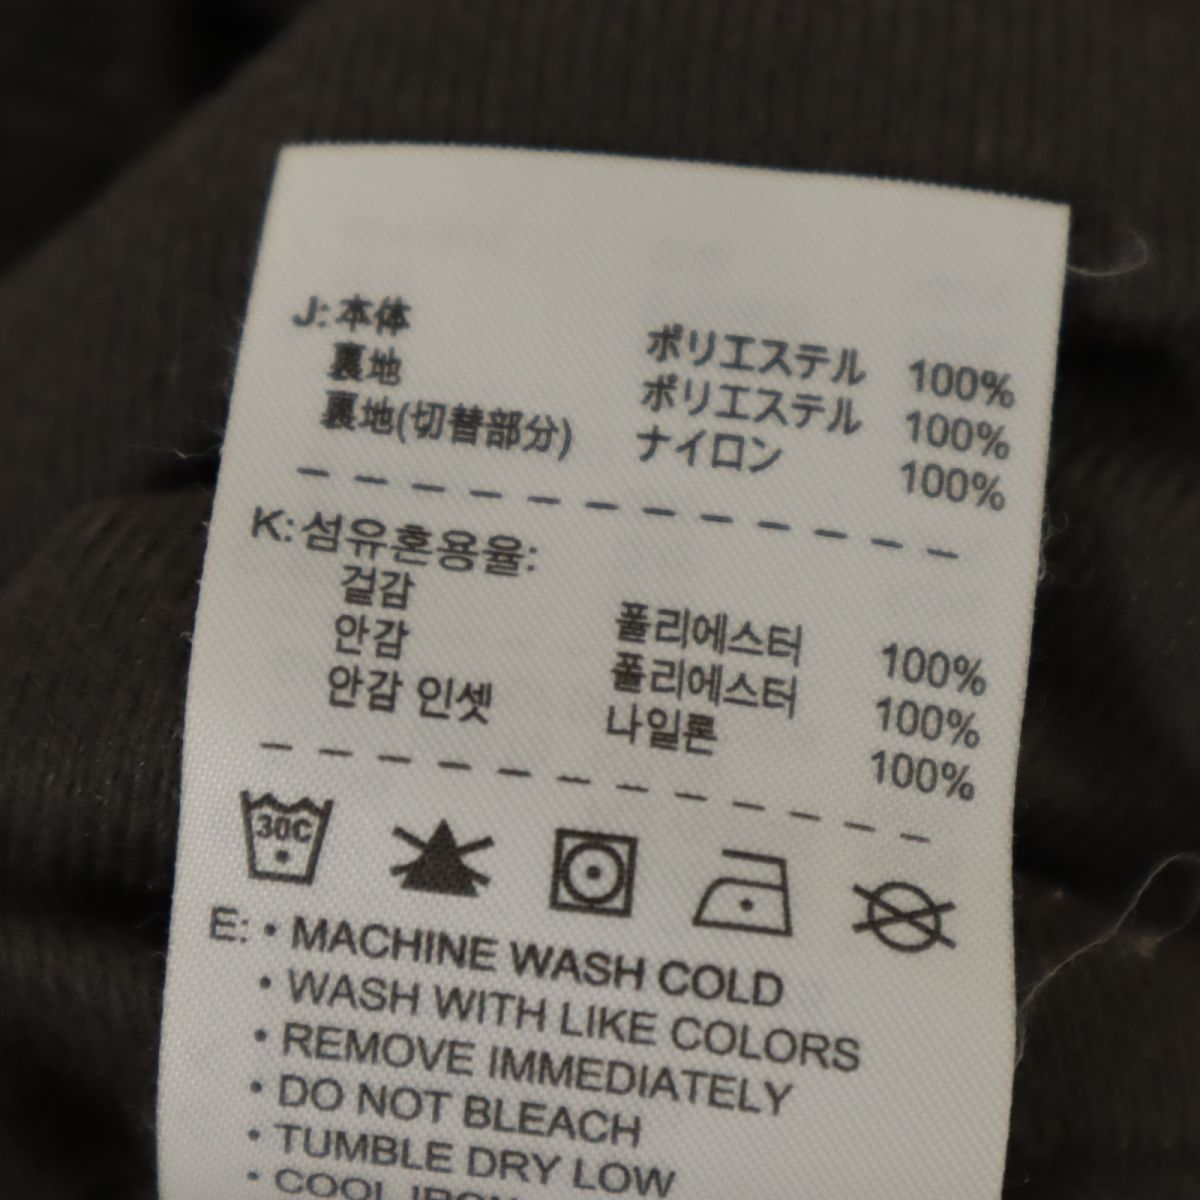 J: 本体 ポリエステル 100%
裏地 ポリエステル 100%
裏地(切替部分) ナイロン 100%
K: 섬유혼용율:
겉감 폴리에스터 100%
안감 폴리에스터 100%
안감 인셋 나일론 100%
30C
E: • MACHINE WASH COLD
• WASH WITH LIKE COLORS
• REMOVE IMMEDIATELY
• DO NOT BLEACH
• TUMBLE DRY LOW
• COOL IRON